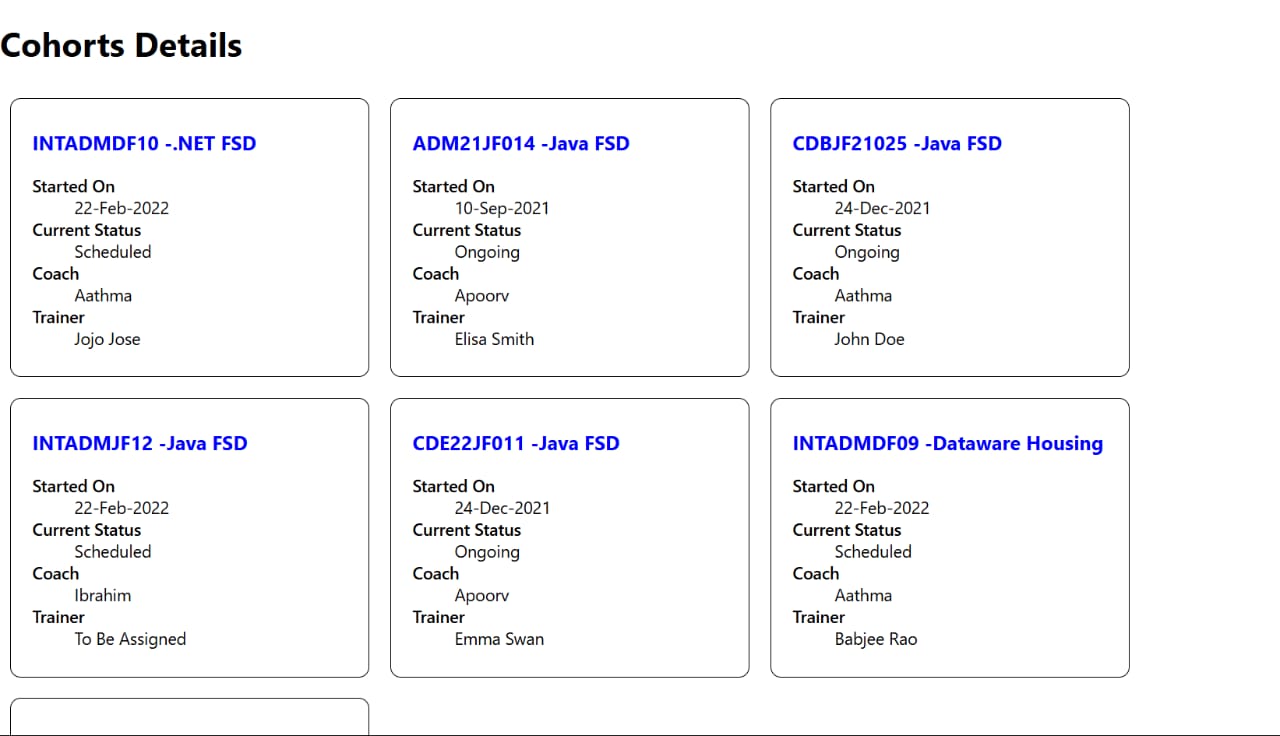 Cohorts Details
INTADMDF10 -.NET FSD
Started On
22-Feb-2022
Current Status
Scheduled
Coach
Aathma
Trainer
Jojo Jose
ADM21JF014 -Java FSD
Started On
10-Sep-2021
Current Status
Ongoing
Coach
Apoorv
Trainer
Elisa Smith
CDBJF21025 -Java FSD
Started On
24-Dec-2021
Current Status
Ongoing
Coach
Aathma
Trainer
John Doe
INTADMJF12 -Java FSD
Started On
22-Feb-2022
Current Status
Scheduled
Coach
Ibrahim
Trainer
To Be Assigned
CDE22JF011 -Java FSD
Started On
24-Dec-2021
Current Status
Ongoing
Coach
Apoorv
Trainer
Emma Swan
INTADMDF09 -Dataware Housing
Started On
22-Feb-2022
Current Status
Scheduled
Coach
Aathma
Trainer
Babjee Rao